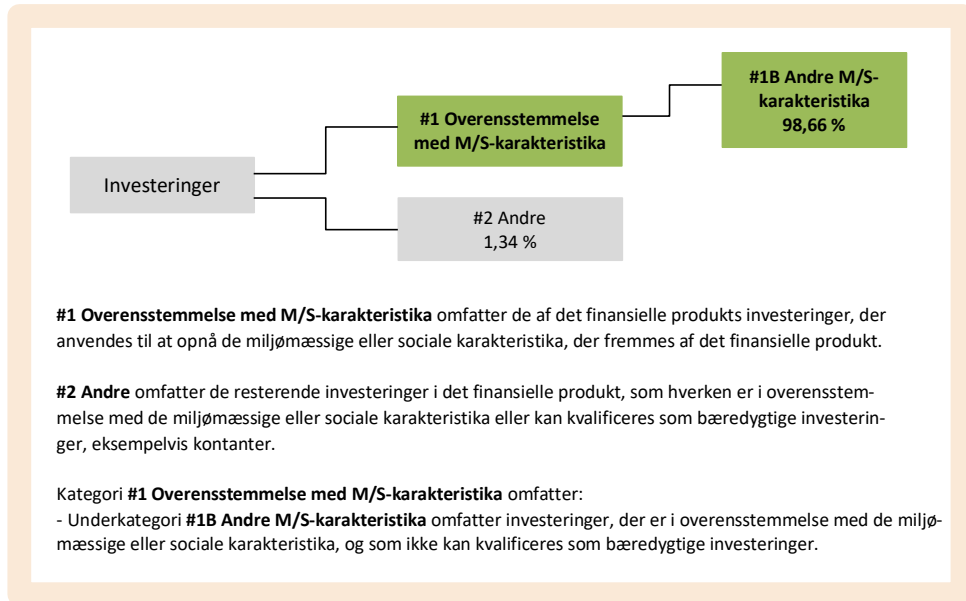 #1B Andre M/S-
karakteristika
98,66 %
#1 Overensstemmelse
med M/S-karakteristika
Investeringer
#2 Andre
1,34 %
#1 Overensstemmelse med M/S-karakteristika omfatter de af det finansielle produkts investeringer, der
anvendes til at opnå de miljømæssige eller sociale karakteristika, der fremmes af det finansielle produkt.
#2 Andre omfatter de resterende investeringer i det finansielle produkt, som hverken er i overensstem-
melse med de miljømæssige eller sociale karakteristika eller kan kvalificeres som bæredygtige investerin-
ger, eksempelvis kontanter.
Kategori #1 Overensstemmelse med M/S-karakteristika omfatter:
- Underkategori #1B Andre M/S-karakteristika omfatter investeringer, der er i overensstemmelse med de miljø-
mæssige eller sociale karakteristika, og som ikke kan kvalificeres som bæredygtige investeringer.